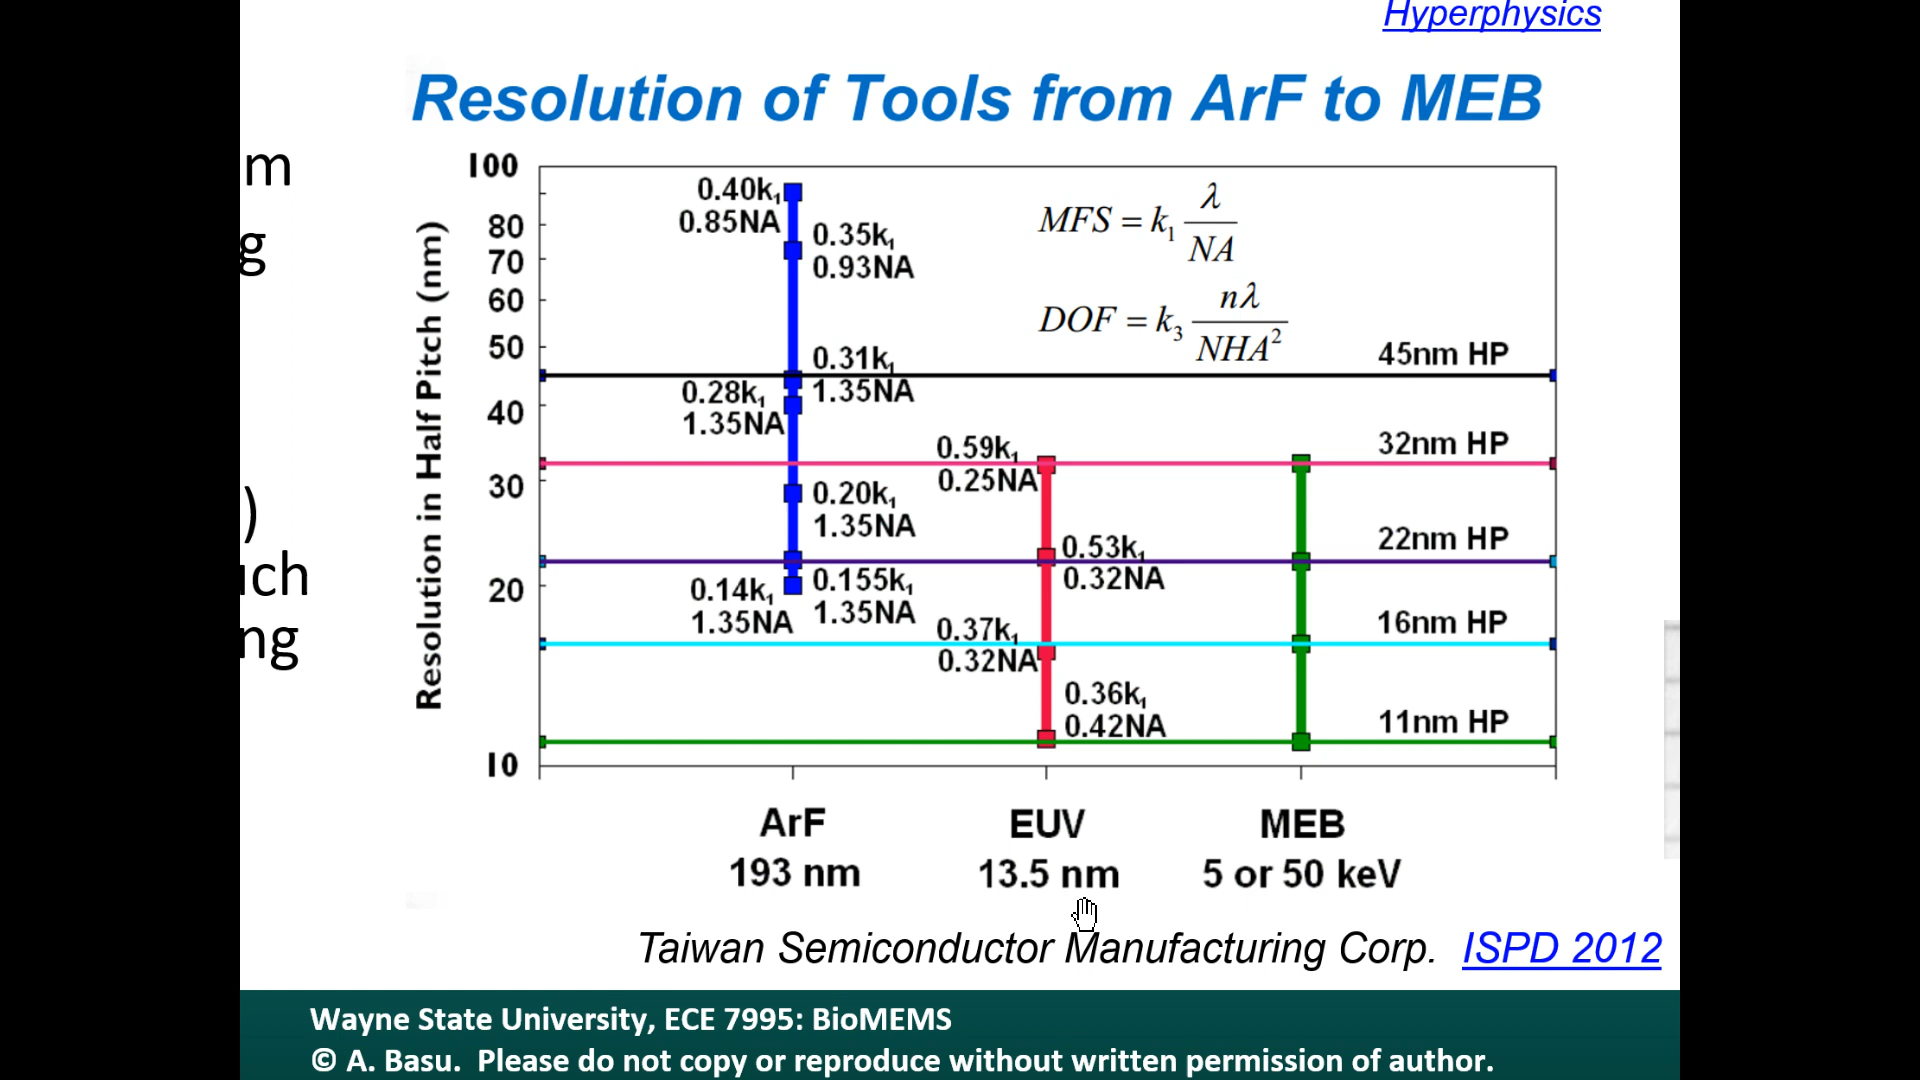 Hyperphysics
Resolution of Tools from ArF to MEB
m
g
)
uch
ng
Resolution in Half Pitch (nm)
100
80
70
60
50
40
30
20
10
0.40k₁
0.85NA
0.35k₁
0.93NA
0.31k₁
1.35NA
0.28k₁
1.35NA
0.20k₁
1.35NA
0.14k₁
1.35NA
0.155k₁
1.35NA
0.59k₁
0.25NA
0.53k₁
0.32NA
0.37k₁
0.32NA
0.36k₁
0.42NA
MFS = k₁ λ / NA
DOF = k₃ nλ / NHA²
45nm HP
32nm HP
22nm HP
16nm HP
11nm HP
ArF
193 nm
EUV
13.5 nm
MEB
5 or 50 keV
Taiwan Semiconductor Manufacturing Corp. ISPD 2012
Wayne State University, ECE 7995: BioMEMS
© A. Basu. Please do not copy or reproduce without written permission of author.